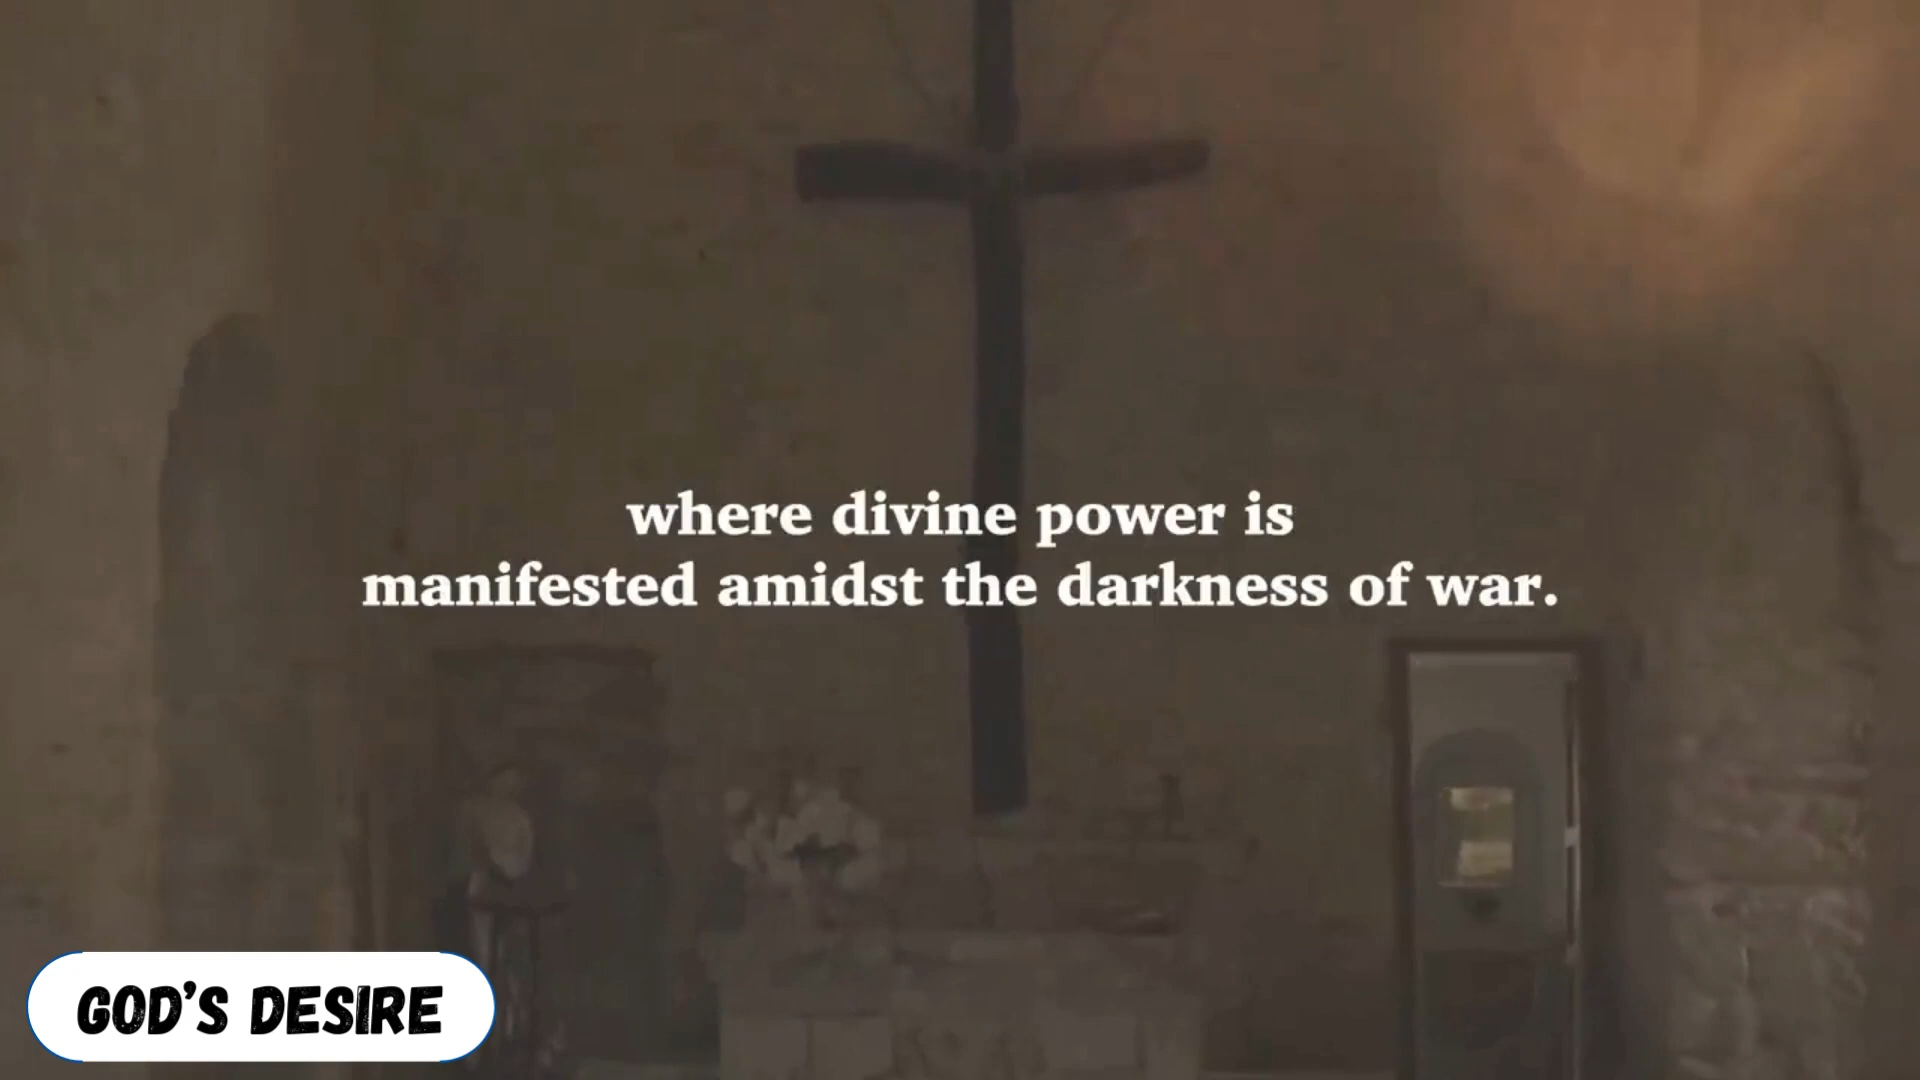 where divine power is
manifested amidst the darkness of war.
GOD'S DESIRE